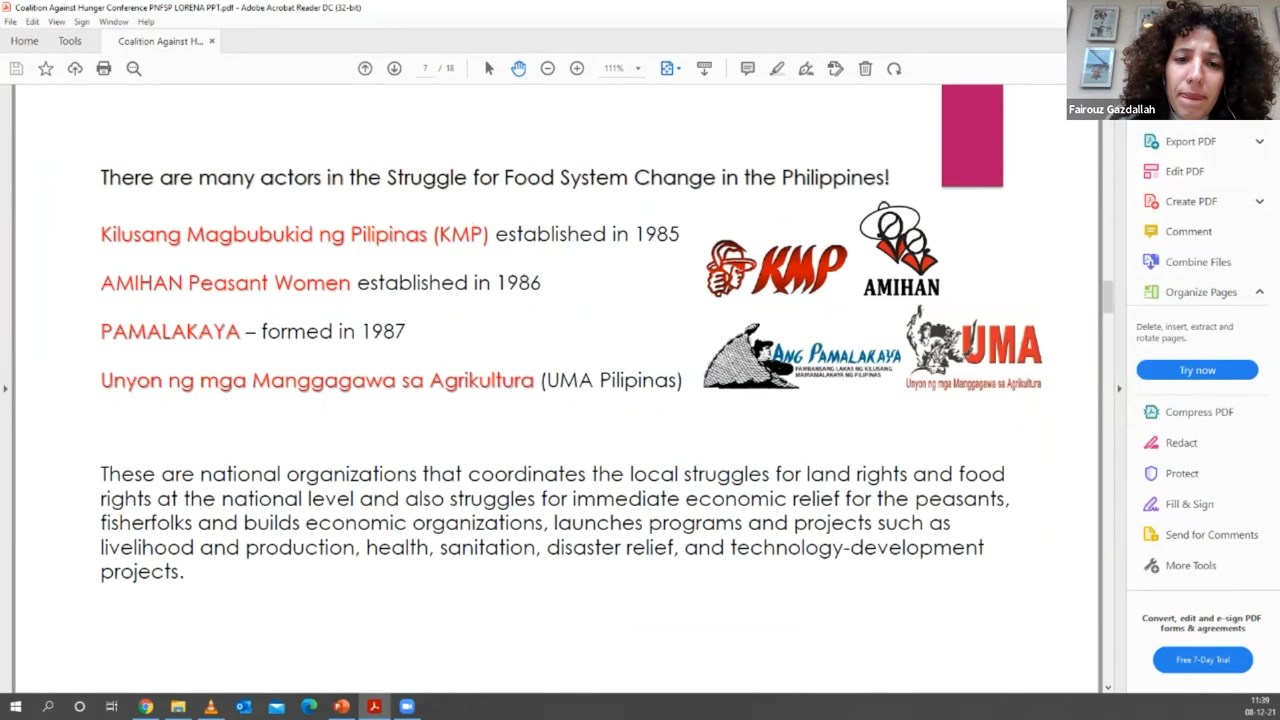 Coalition Against Hunger Conference PNFSP LORENA PPT.pdf - Adobe Acrobat Reader DC (32-bit)
File Edit View Sign Window Help
Home Tools Coalition Against H... ×
7 / 18 111%
Fairouz Gazdallah
There are many actors in the Struggle for Food System Change in the Philippines!
Kilusang Magbubukid ng Pilipinas (KMP) established in 1985
AMIHAN Peasant Women established in 1986
PAMALAKAYA – formed in 1987
Unyon ng mga Manggagawa sa Agrikultura (UMA Pilipinas)
KMP
AMIHAN
ANG PAMALAKAYA
PAMBANSANG LAKAS NG KILUSANG
MAMAMALAKAYA NG PILIPINAS
UMA
Unyon ng mga Manggagawa sa Agrikultura
These are national organizations that coordinates the local struggles for land rights and food
rights at the national level and also struggles for immediate economic relief for the peasants,
fisherfolks and builds economic organizations, launches programs and projects such as
livelihood and production, health, sanitation, disaster relief, and technology-development
projects.
Export PDF
Edit PDF
Create PDF
Comment
Combine Files
Organize Pages
Delete, insert, extract and
rotate pages.
Try now
Compress PDF
Redact
Protect
Fill & Sign
Send for Comments
More Tools
Convert, edit and e-sign PDF
forms & agreements
Free 7-Day Trial
11:39
08-12-21